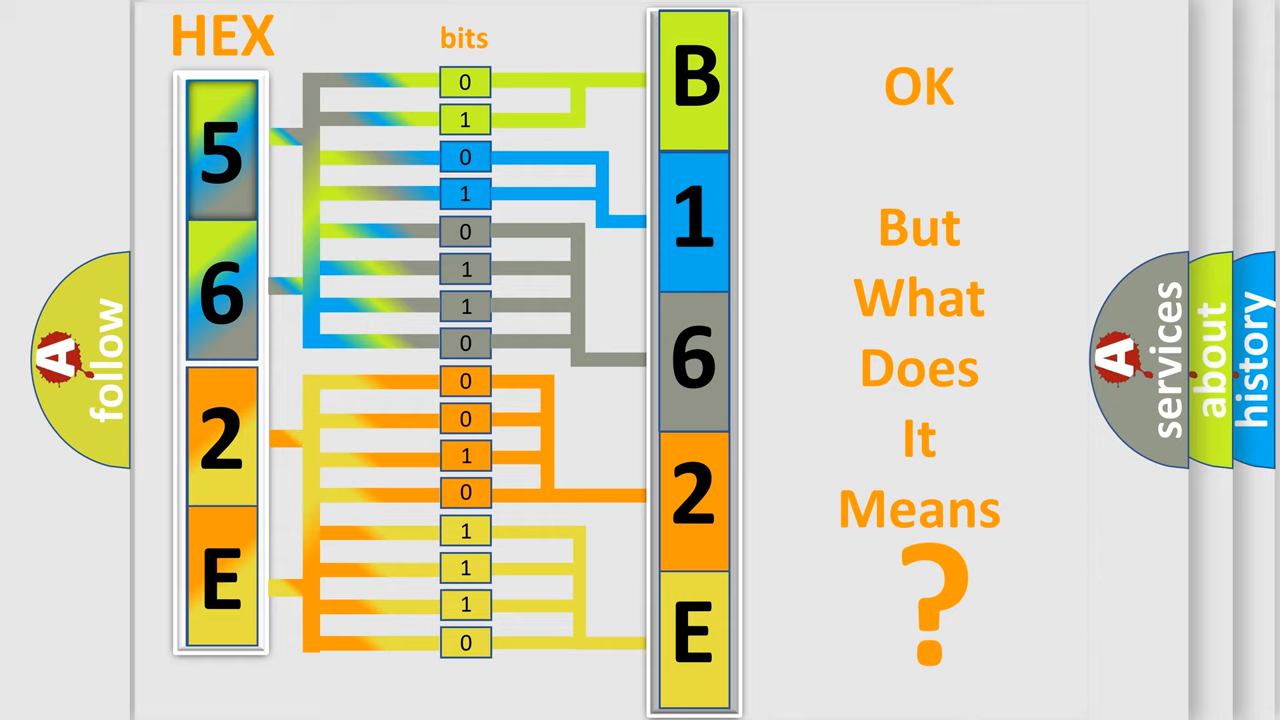 HEX
bits
5
6
2
E
0
1
0
1
0
1
1
0
0
0
1
0
1
1
1
0
B
1
6
2
E
OK
But
What
Does
It
Means
?
A
follow
A
services
about
history